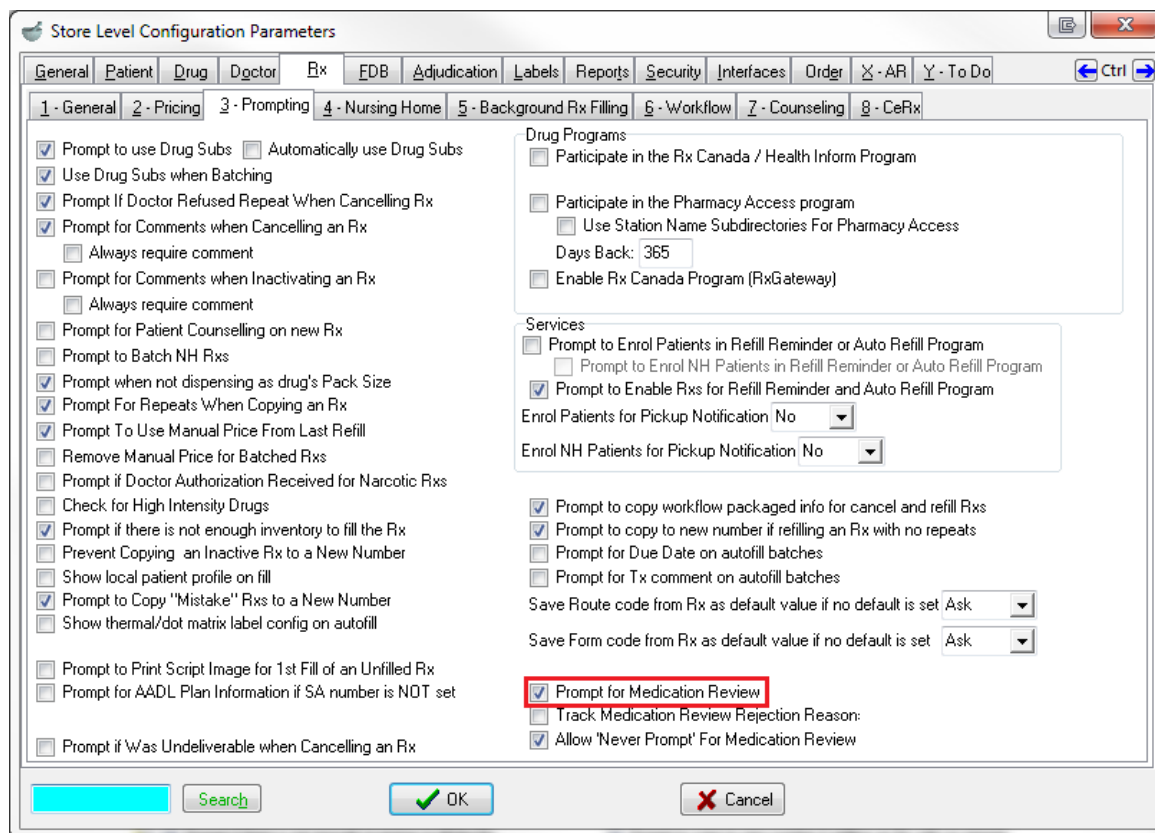 Store Level Configuration Parameters
General Patient Drug Doctor Rx FDB Adjudication Labels Reports Security Interfaces Order X - AR Y - To Do Ctrl
1 - General 2 - Pricing 3 - Prompting 4 - Nursing Home 5 - Background Rx Filling 6 - Workflow 7 - Counseling 8 - CeRx
Prompt to use Drug Subs Automatically use Drug Subs
Use Drug Subs when Batching
Prompt If Doctor Refused Repeat When Cancelling Rx
Prompt for Comments when Cancelling an Rx
Always require comment
Prompt for Comments when Inactivating an Rx
Always require comment
Prompt for Patient Counselling on new Rx
Prompt to Batch NH Rxs
Prompt when not dispensing as drug's Pack Size
Prompt For Repeats When Copying an Rx
Prompt To Use Manual Price From Last Refill
Remove Manual Price for Batched Rxs
Prompt if Doctor Authorization Received for Narcotic Rxs
Check for High Intensity Drugs
Prompt if there is not enough inventory to fill the Rx
Prevent Copying an Inactive Rx to a New Number
Show local patient profile on fill
Prompt to Copy "Mistake" Rxs to a New Number
Show thermal/dot matrix label config on autofill
Prompt to Print Script Image for 1st Fill of an Unfilled Rx
Prompt for AADL Plan Information if SA number is NOT set
Prompt if Was Undeliverable when Cancelling an Rx
Drug Programs
Participate in the Rx Canada / Health Inform Program
Participate in the Pharmacy Access program
Use Station Name Subdirectories For Pharmacy Access
Days Back: 365
Enable Rx Canada Program (RxGateway)
Services
Prompt to Enrol Patients in Refill Reminder or Auto Refill Program
Prompt to Enrol NH Patients in Refill Reminder or Auto Refill Program
Prompt to Enable Rxs for Refill Reminder and Auto Refill Program
Enrol Patients for Pickup Notification No
Enrol NH Patients for Pickup Notification No
Prompt to copy workflow packaged info for cancel and refill Rxs
Prompt to copy to new number if refilling an Rx with no repeats
Prompt for Due Date on autofill batches
Prompt for Tx comment on autofill batches
Save Route code from Rx as default value if no default is set Ask
Save Form code from Rx as default value if no default is set Ask
Prompt for Medication Review
Track Medication Review Rejection Reason:
Allow 'Never Prompt' For Medication Review
Search OK Cancel